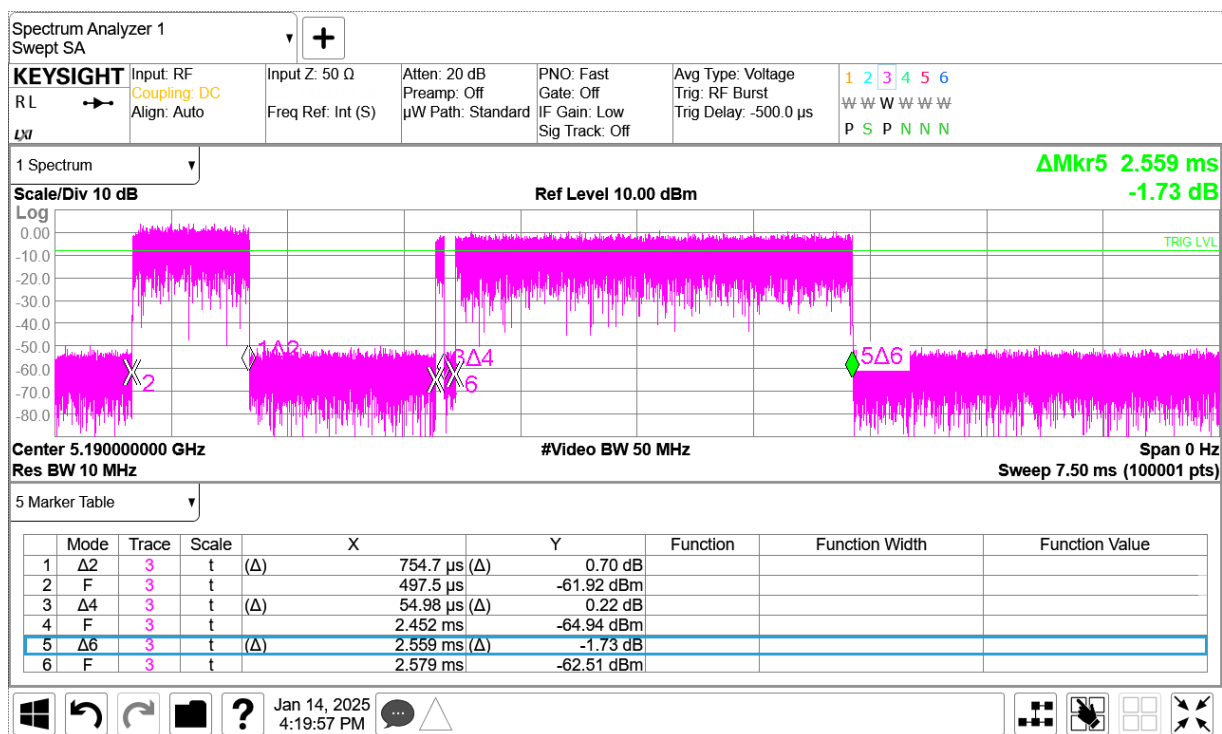 Spectrum Analyzer 1
Swept SA
KEYSIGHT
R L
LXI
Input: RF
Coupling: DC
Align: Auto
Input Z: 50 Ω
Freq Ref: Int (S)
Atten: 20 dB
Preamp: Off
µW Path: Standard
PNO: Fast
Gate: Off
IF Gain: Low
Sig Track: Off
Avg Type: Voltage
Trig: RF Burst
Trig Delay: -500.0 µs
1 2 3 4 5 6
W W W W W W
P S P N N N
1 Spectrum
ΔMkr5 2.559 ms
-1.73 dB
Scale/Div 10 dB
Ref Level 10.00 dBm
Log
0.00
TRIG LVL
-10.0
-20.0
-30.0
-40.0
-50.0
1Δ2
3Δ4
5Δ6
-60.0
2
6
-70.0
-80.0
Center 5.190000000 GHz
#Video BW 50 MHz
Span 0 Hz
Res BW 10 MHz
Sweep 7.50 ms (100001 pts)
5 Marker Table
Mode Trace Scale X Y Function Function Width Function Value
1 Δ2 3 t (Δ) 754.7 µs (Δ) 0.70 dB
2 F 3 t 497.5 µs -61.92 dBm
3 Δ4 3 t (Δ) 54.98 µs (Δ) 0.22 dB
4 F 3 t 2.452 ms -64.94 dBm
5 Δ6 3 t (Δ) 2.559 ms (Δ) -1.73 dB
6 F 3 t 2.579 ms -62.51 dBm
?
Jan 14, 2025
4:19:57 PM